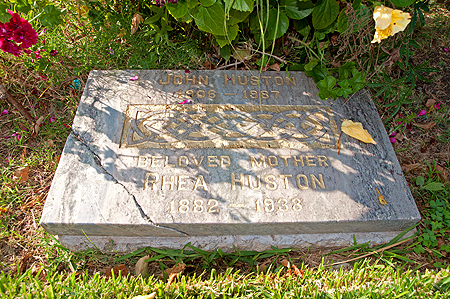 JOHN HUSTON
1906 - 1987
BELOVED MOTHER
RHEA HUSTON
1882 - 1938